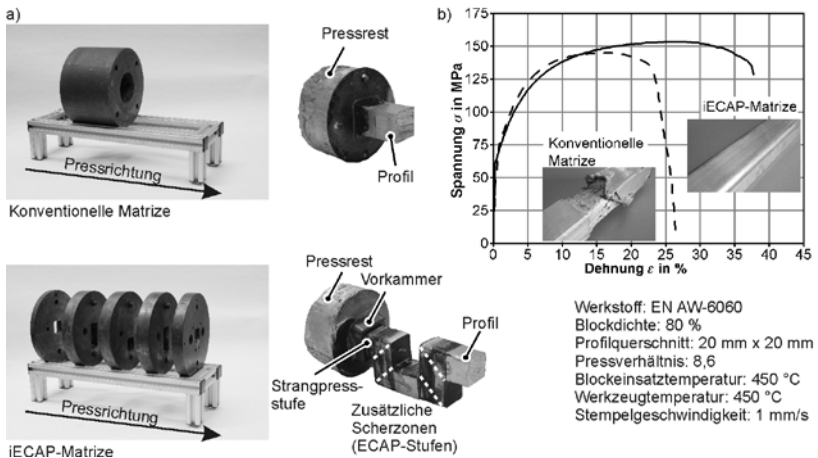 a)
Pressrest
Profil
Pressrichtung
Konventionelle Matrize
Pressrest
Vorkammer
Profil
Strangpress-
stufe
Zusätzliche
Scherzonen
(ECAP-Stufen)
Pressrichtung
iECAP-Matrize
b)
Spannung σ in MPa
175
150
125
100
75
50
25
0
0 5 10 15 20 25 30 35 40 45
Dehnung ε in %
iECAP-Matrize
Konventionelle
Matrize
Werkstoff: EN AW-6060
Blockdichte: 80 %
Profilquerschnitt: 20 mm x 20 mm
Pressverhältnis: 8,6
Blockeinsatztemperatur: 450 °C
Werkzeugtemperatur: 450 °C
Stempelgeschwindigkeit: 1 mm/s